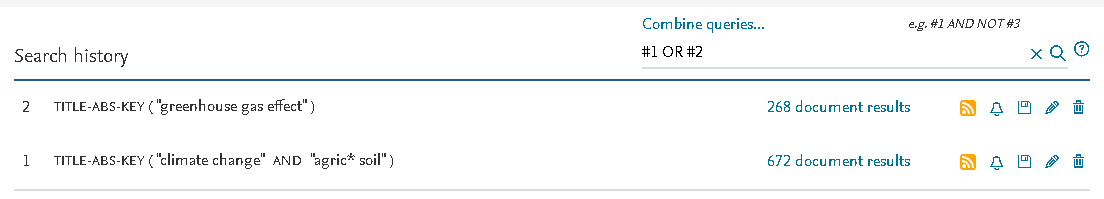 Combine queries... e.g. #1 AND NOT #3
Search history #1 OR #2
2 TITLE-ABS-KEY ( "greenhouse gas effect" ) 268 document results
1 TITLE-ABS-KEY ( "climate change" AND "agric* soil" ) 672 document results